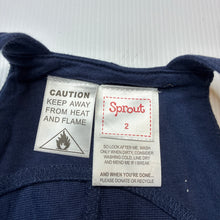 CAUTION
KEEP AWAY
FROM HEAT
AND FLAME
Sprout
2
SO LOOK AFTER ME, WASH
ONLY WHEN DIRTY, CONSIDER
WASHING COLD, LINE DRY
AND MEND ME IF I BREAK
AND WHEN YOU'RE DONE,
PLEASE DONATE OR RECYCLE